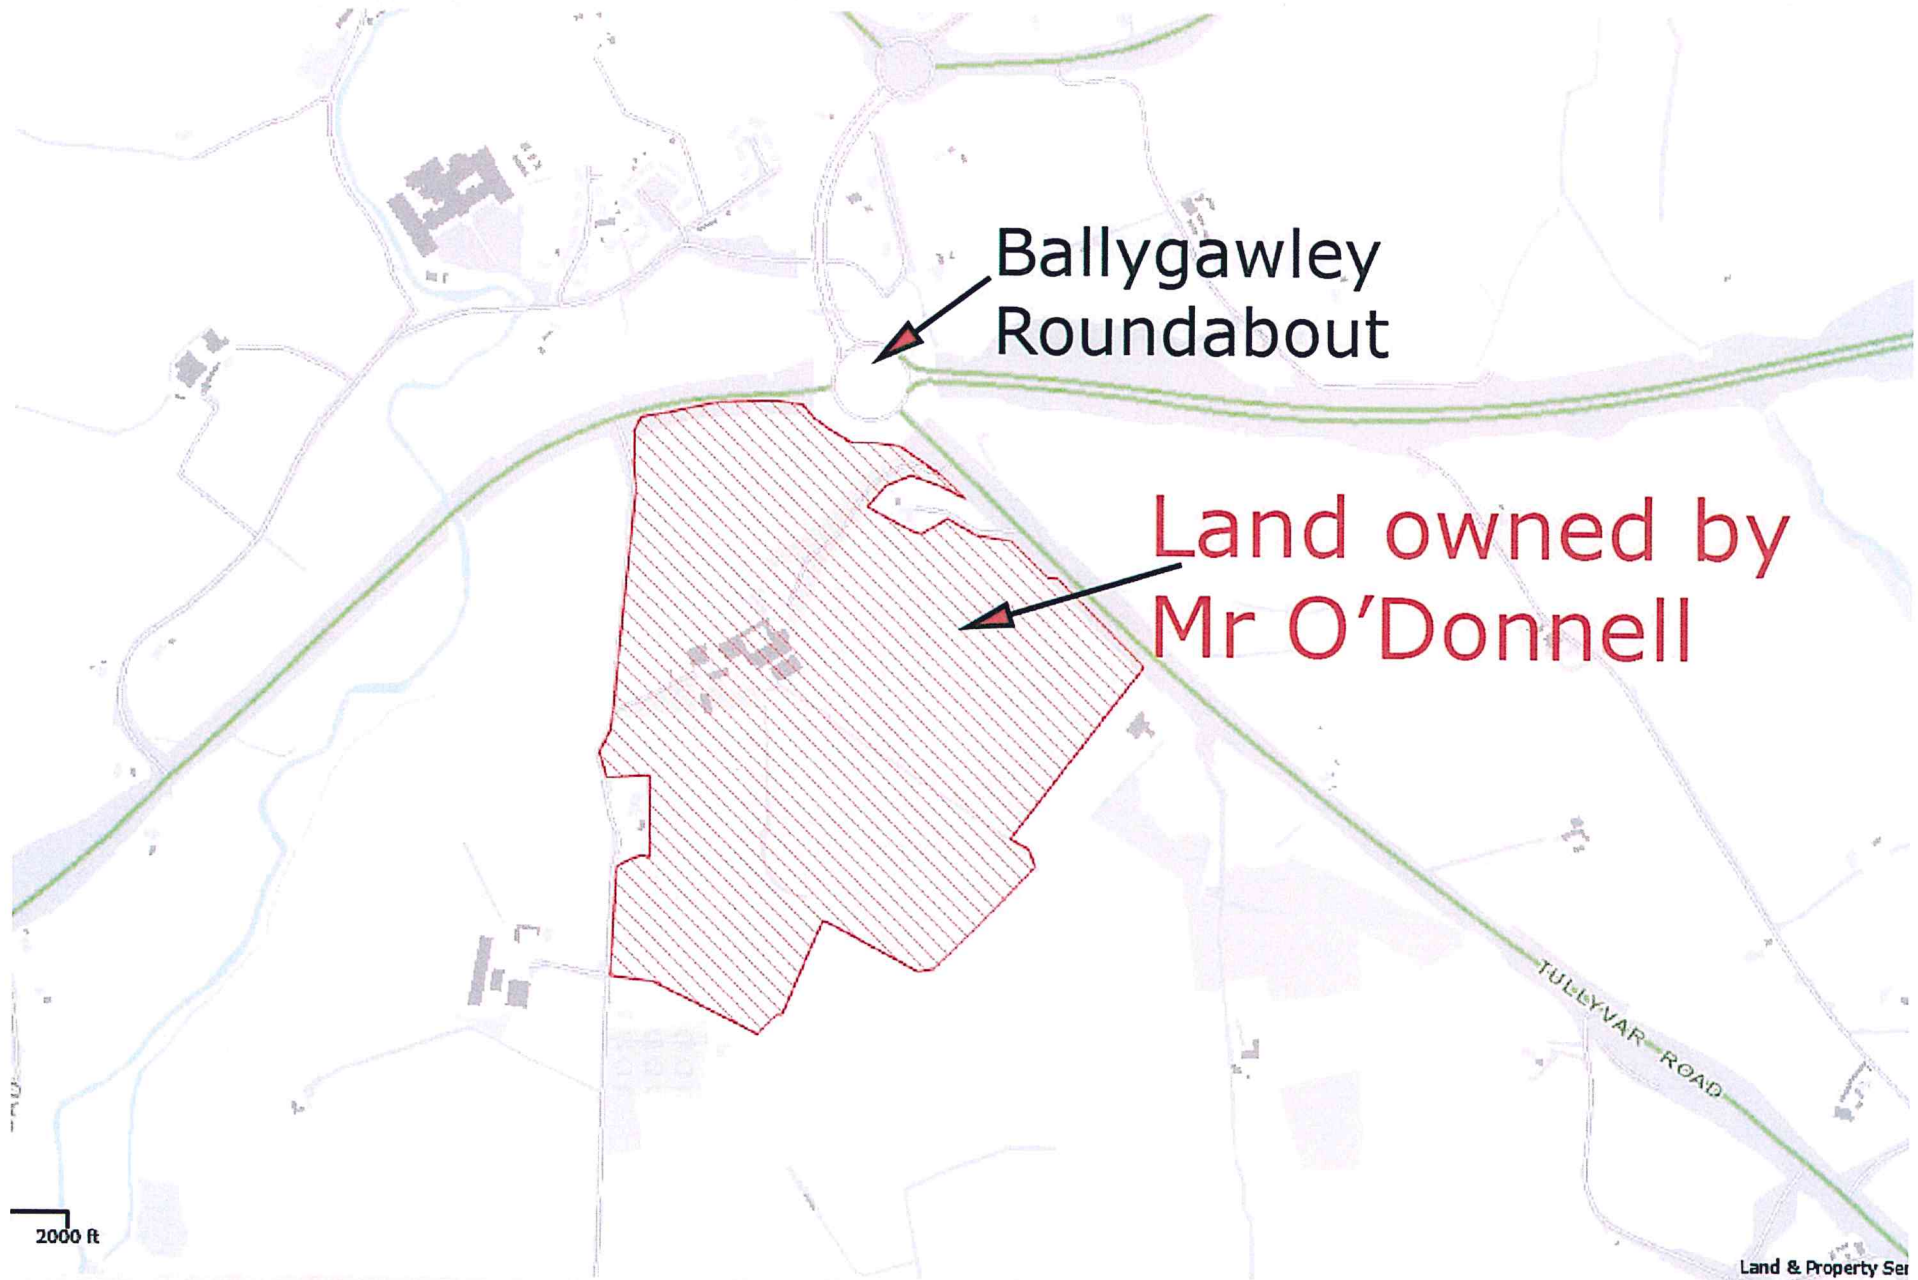 Ballygawley
Roundabout
Land owned by
Mr O'Donnell
TULLYVAR ROAD
2000 ft
Land & Property Ser